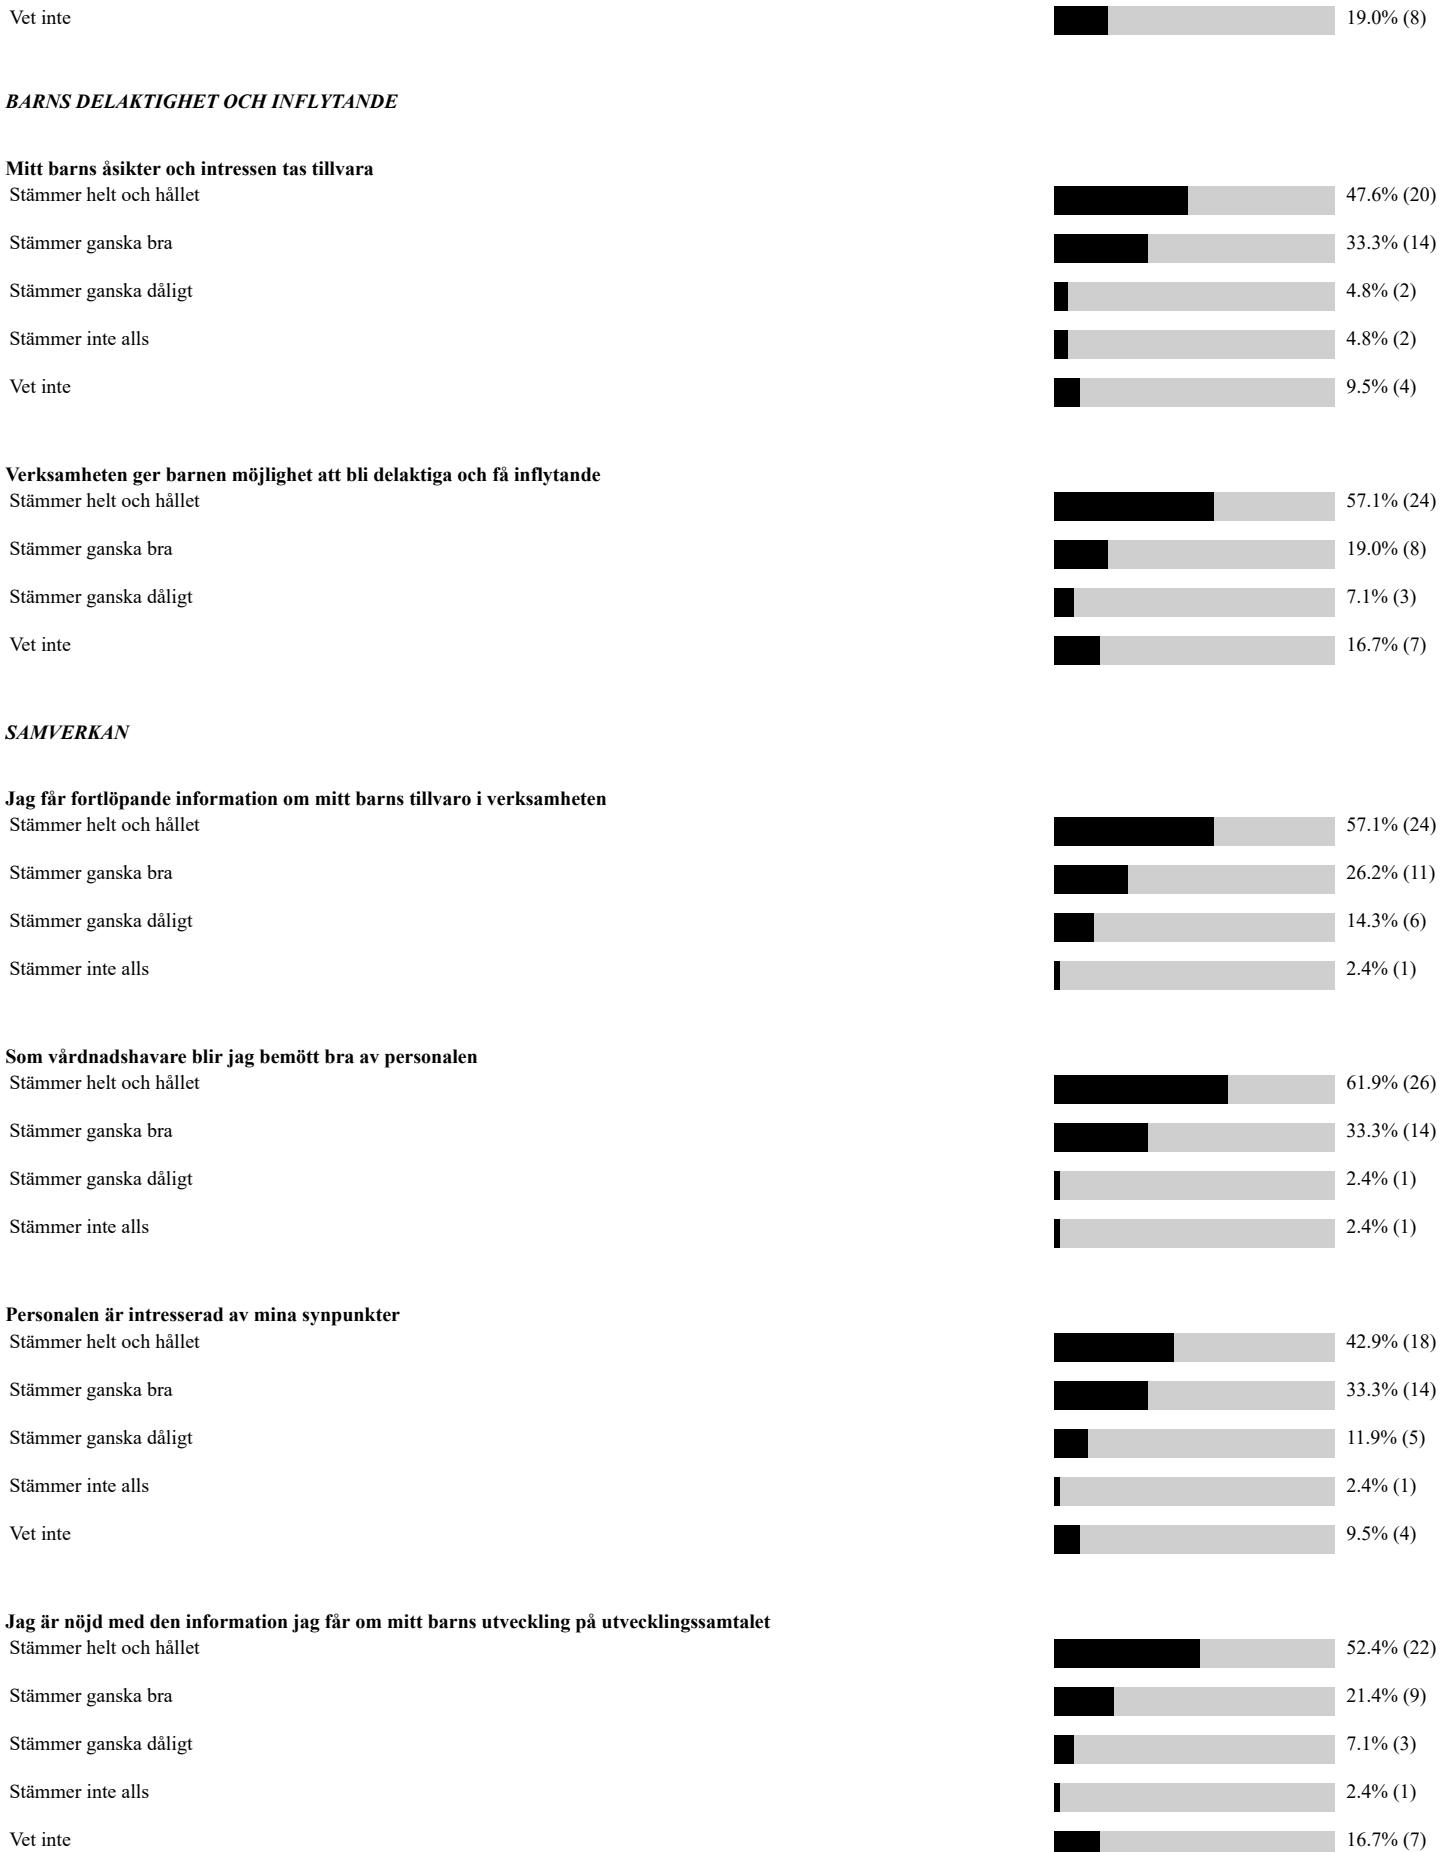 Vet inte 19.0% (8)
BARNS DELAKTIGHET OCH INFLYTANDE
Mitt barns åsikter och intressen tas tillvara
Stämmer helt och hållet 47.6% (20)
Stämmer ganska bra 33.3% (14)
Stämmer ganska dåligt 4.8% (2)
Stämmer inte alls 4.8% (2)
Vet inte 9.5% (4)
Verksamheten ger barnen möjlighet att bli delaktiga och få inflytande
Stämmer helt och hållet 57.1% (24)
Stämmer ganska bra 19.0% (8)
Stämmer ganska dåligt 7.1% (3)
Vet inte 16.7% (7)
SAMVERKAN
Jag får fortlöpande information om mitt barns tillvaro i verksamheten
Stämmer helt och hållet 57.1% (24)
Stämmer ganska bra 26.2% (11)
Stämmer ganska dåligt 14.3% (6)
Stämmer inte alls 2.4% (1)
Som vårdnadshavare blir jag bemött bra av personalen
Stämmer helt och hållet 61.9% (26)
Stämmer ganska bra 33.3% (14)
Stämmer ganska dåligt 2.4% (1)
Stämmer inte alls 2.4% (1)
Personalen är intresserad av mina synpunkter
Stämmer helt och hållet 42.9% (18)
Stämmer ganska bra 33.3% (14)
Stämmer ganska dåligt 11.9% (5)
Stämmer inte alls 2.4% (1)
Vet inte 9.5% (4)
Jag är nöjd med den information jag får om mitt barns utveckling på utvecklingssamtalet
Stämmer helt och hållet 52.4% (22)
Stämmer ganska bra 21.4% (9)
Stämmer ganska dåligt 7.1% (3)
Stämmer inte alls 2.4% (1)
Vet inte 16.7% (7)